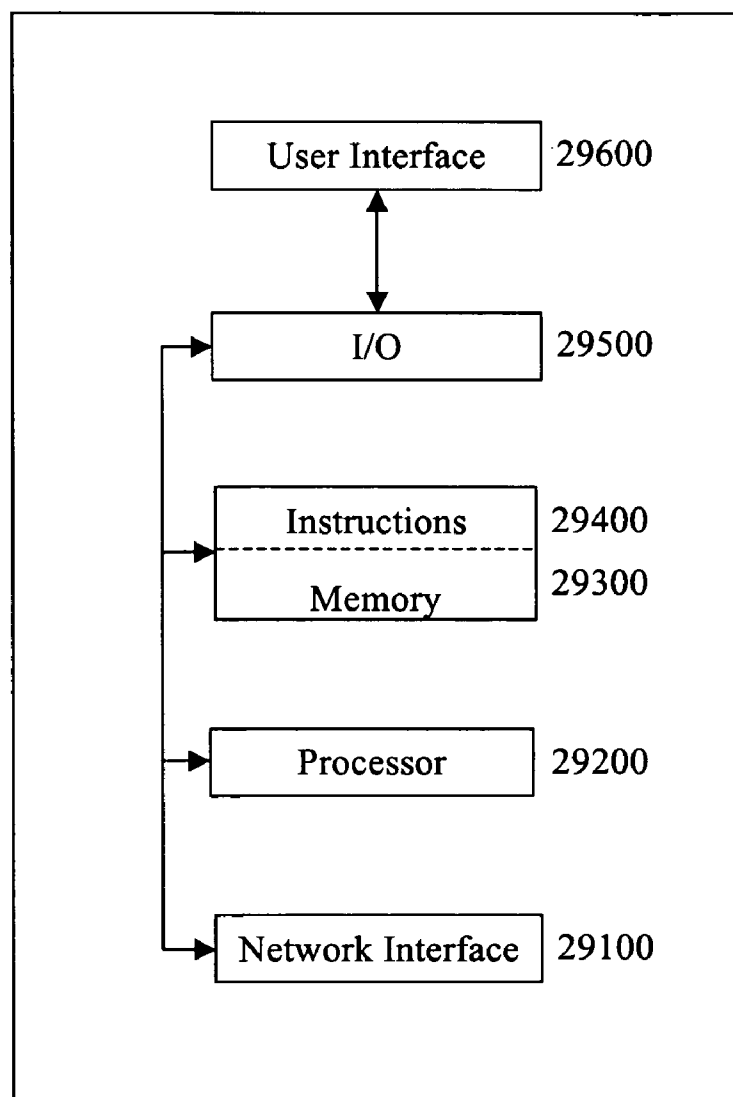 User Interface 29600
I/O 29500
Instructions 29400
Memory 29300
Processor 29200
Network Interface 29100